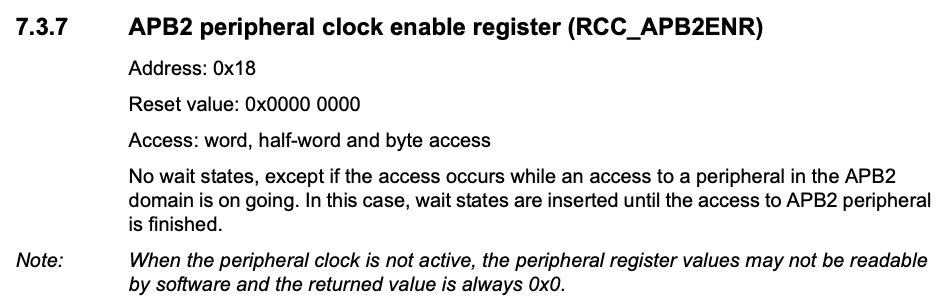 7.3.7 APB2 peripheral clock enable register (RCC_APB2ENR)
Address: 0x18
Reset value: 0x0000 0000
Access: word, half-word and byte access
No wait states, except if the access occurs while an access to a peripheral in the APB2
domain is on going. In this case, wait states are inserted until the access to APB2 peripheral
is finished.
Note: When the peripheral clock is not active, the peripheral register values may not be readable
by software and the returned value is always 0x0.